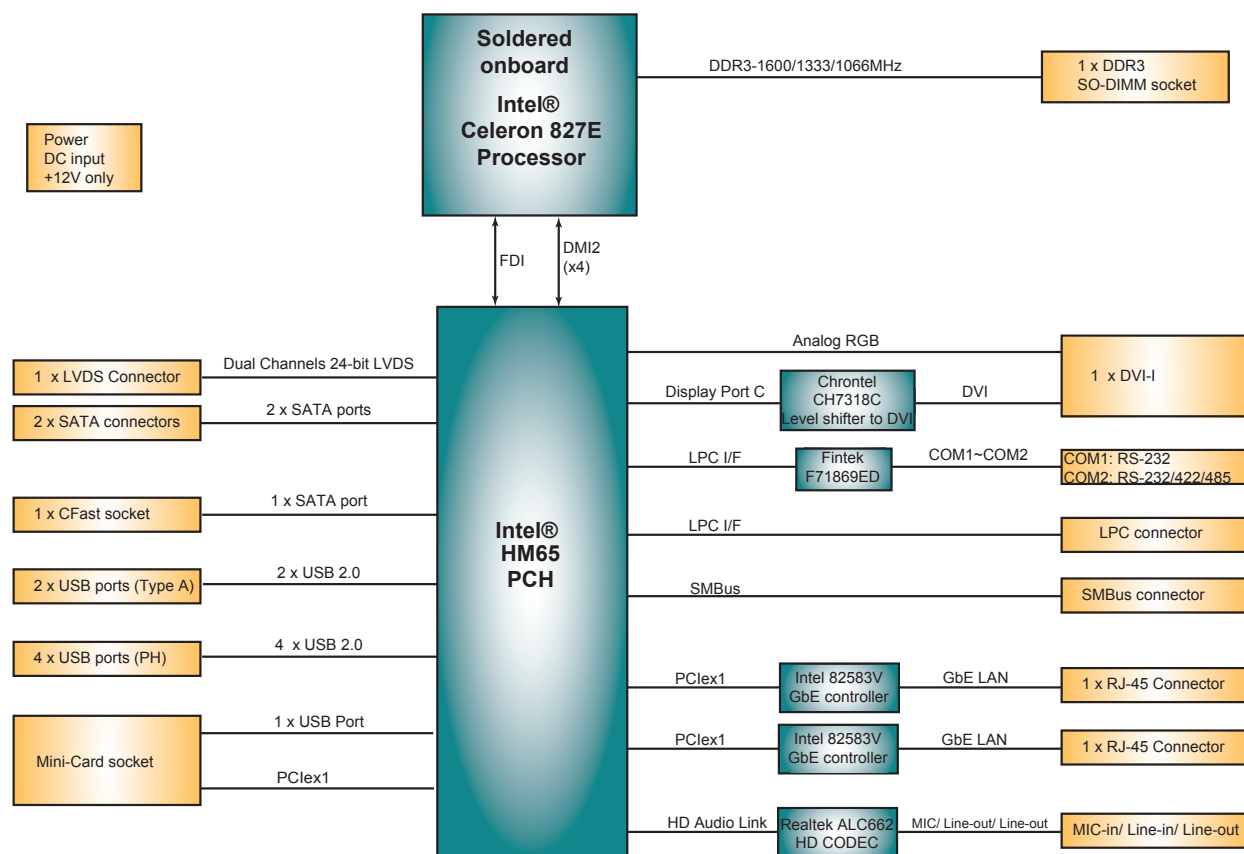 Soldered
onboard
Intel®
Celeron 827E
Processor
DDR3-1600/1333/1066MHz
1 x DDR3
SO-DIMM socket
Power
DC input
+12V only
FDI
DMI2
(x4)
Intel®
HM65
PCH
Dual Channels 24-bit LVDS
1 x LVDS Connector
2 x SATA ports
2 x SATA connectors
1 x SATA port
1 x CFast socket
2 x USB 2.0
2 x USB ports (Type A)
4 x USB 2.0
4 x USB ports (PH)
1 x USB Port
Mini-Card socket
PCIex1
Analog RGB
1 x DVI-I
Display Port C
Chrontel
CH7318C
Level shifter to DVI
DVI
LPC I/F
Fintek
F71869ED
COM1~COM2
COM1: RS-232
COM2: RS-232/422/485
LPC I/F
LPC connector
SMBus
SMBus connector
PCIex1
Intel 82583V
GbE controller
GbE LAN
1 x RJ-45 Connector
PCIex1
Intel 82583V
GbE controller
GbE LAN
1 x RJ-45 Connector
HD Audio Link
Realtek ALC662
HD CODEC
MIC/ Line-out/ Line-out
MIC-in/ Line-in/ Line-out